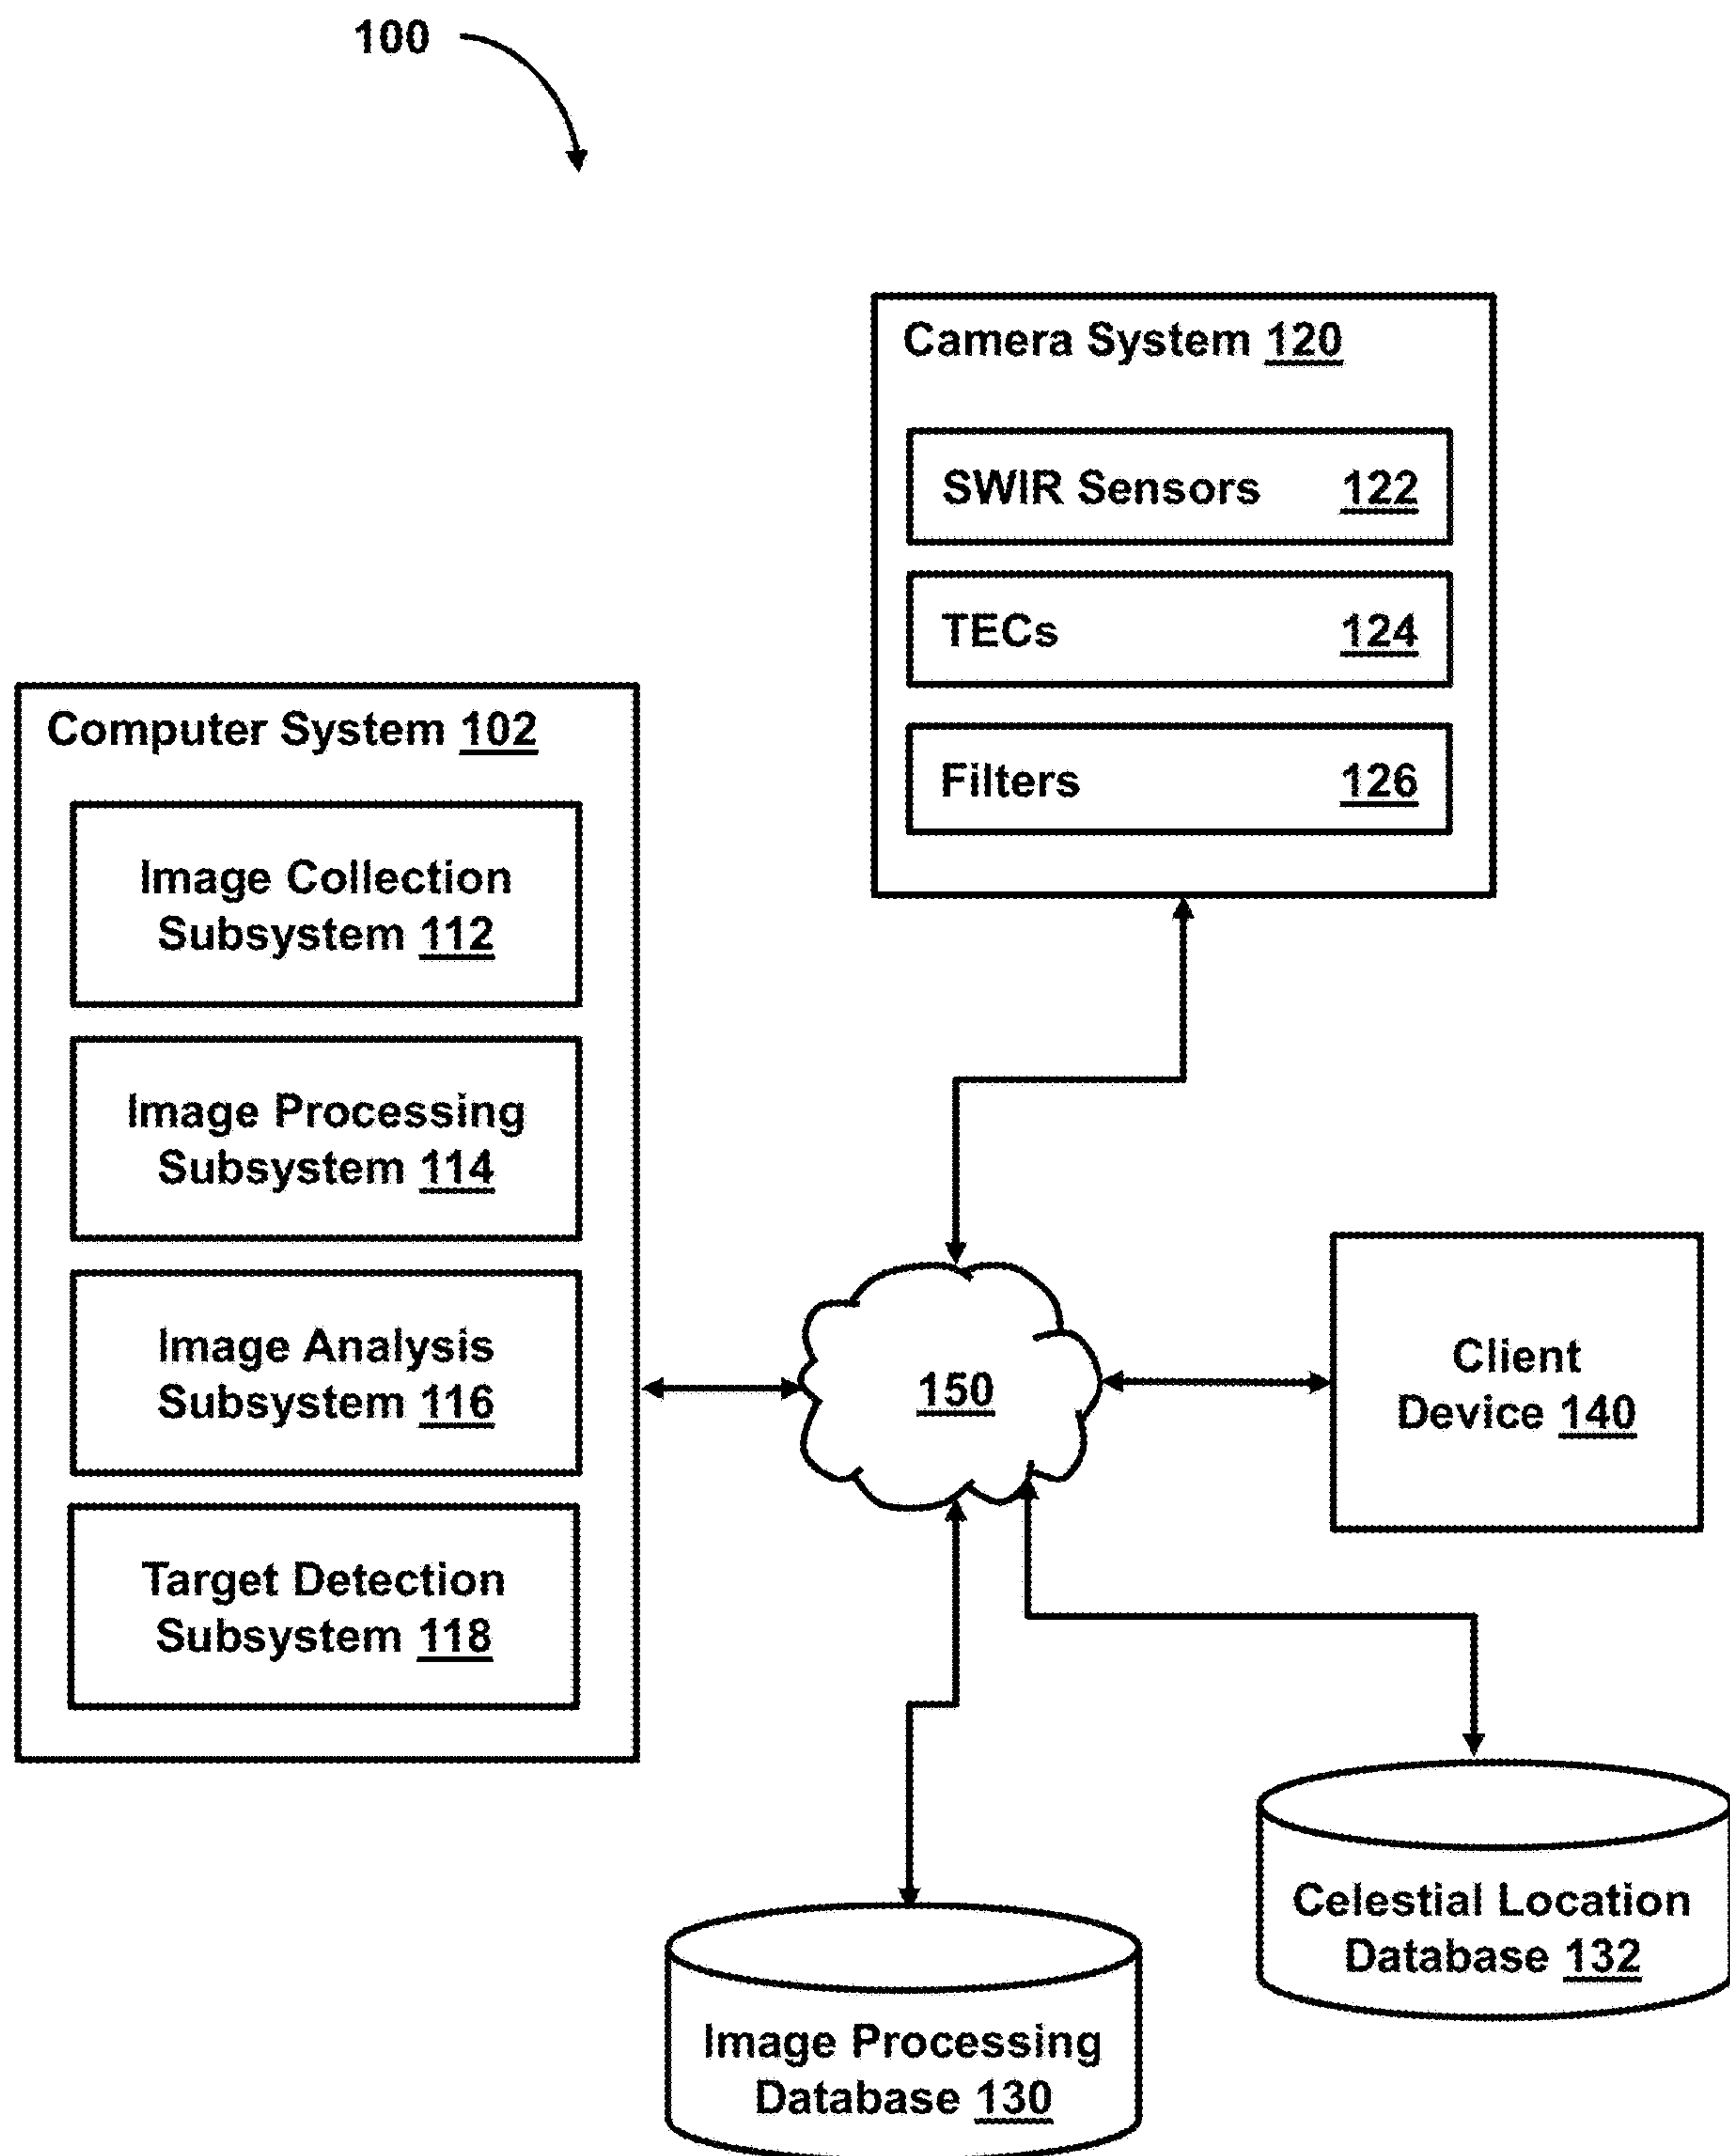 100
Camera System 120
SWIR Sensors 122
TECs 124
Filters 126
Computer System 102
Image Collection
Subsystem 112
Image Processing
Subsystem 114
Image Analysis
Subsystem 116
Target Detection
Subsystem 118
150
Client
Device 140
Celestial Location
Database 132
Image Processing
Database 130